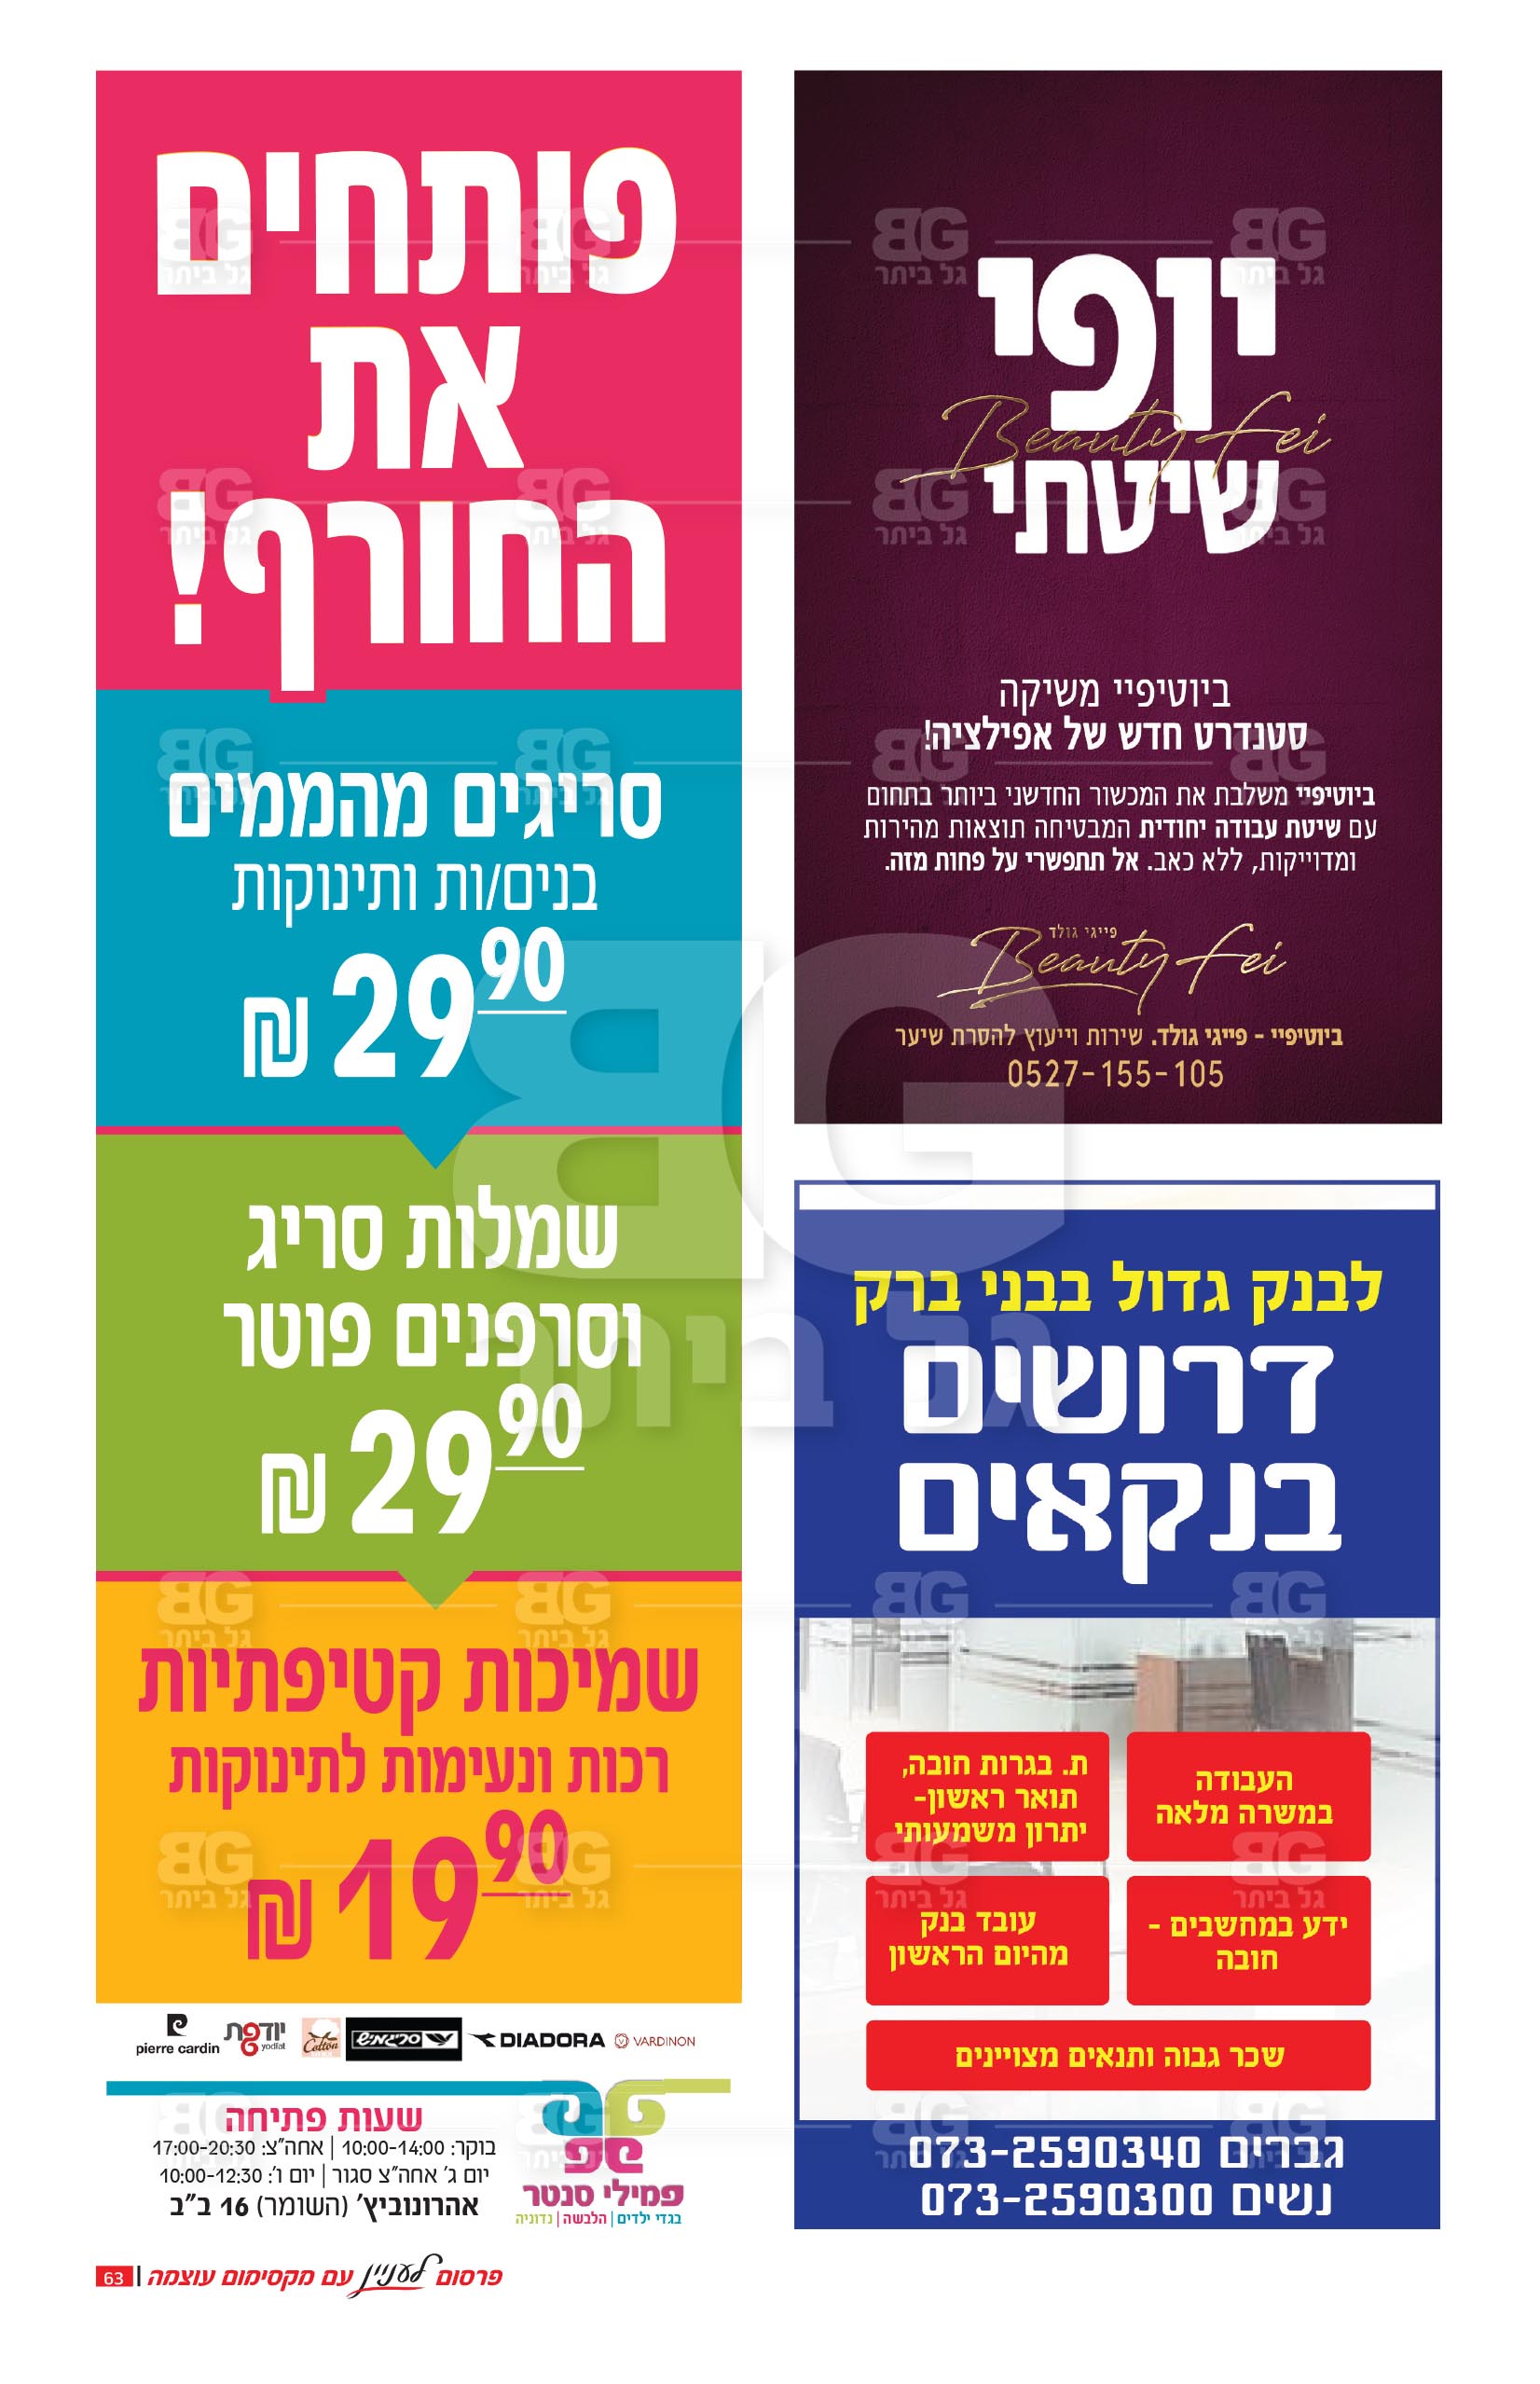 יופי
Beauty fei
שיטתי
ביוטיפיי משיקה
סטנדרט חדש של אפילציה!
ביוטיפיי משלבת את המכשור החדשני ביותר בתחום
עם שיטת עבודה יחודית המבטיחה תוצאות מהירות
ומדוייקות, ללא כאב. אל תתפשרי על פחות מזה.
פייגי גולד
Beauty fei
ביוטיפיי - פייגי גולד. שירות וייעוץ להסרת שיער
0527-155-105
לבנק גדול בבני ברק
דרושים
בנקאים
העבודה
במשרה מלאה
ת. בגרות חובה,
תואר ראשון-
יתרון משמעותי
ידע במחשבים -
חובה
עובד בנק
מהיום הראשון
שכר גבוה ותנאים מצויינים
גברים 073-2590340
נשים 073-2590300
פותחים
את
החורף!
סריגים מהממים
בנים/ות ותינוקות
29.90 ₪
שמלות סריג
וסרפנים פוטר
29.90 ₪
שמיכות קטיפתיות
רכות ונעימות לתינוקות
19.90 ₪
pierre cardin יודפת yodfat Cotton סריגמיש DIADORA VARDINON
שעות פתיחה
בוקר: 10:00-14:00 | אחה"צ: 17:00-20:30
יום ג' אחה"צ סגור | יום ו': 10:00-12:30
אהרונוביץ' (השומר) 16 ב"ב
פמילי סנטר
בגדי ילדים | הלבשה | נדוניה
פרסום לעניין עם מקסימום עוצמה | 63
BG
גל ביתר